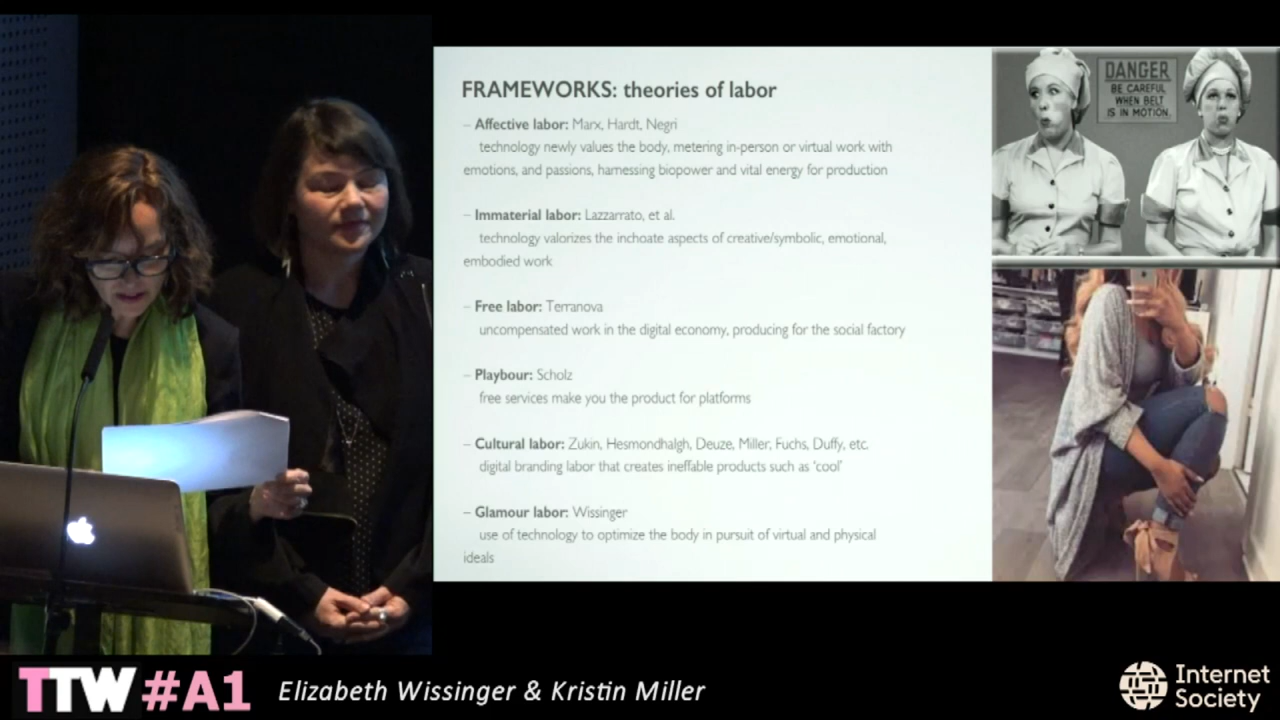 FRAMEWORKS: theories of labor
– Affective labor: Marx, Hardt, Negri
technology newly values the body, metering in-person or virtual work with
emotions, and passions, harnessing biopower and vital energy for production
– Immaterial labor: Lazzarrato, et al.
technology valorizes the inchoate aspects of creative/symbolic, emotional,
embodied work
– Free labor: Terranova
uncompensated work in the digital economy, producing for the social factory
– Playbour: Scholz
free services make you the product for platforms
– Cultural labor: Zukin, Hesmondhalgh, Deuze, Miller, Fuchs, Duffy, etc.
digital branding labor that creates ineffable products such as ‘cool’
– Glamour labor: Wissinger
use of technology to optimize the body in pursuit of virtual and physical
ideals
DANGER
BE CAREFUL
WHEN BELT
IS IN MOTION
TTW#A1
Elizabeth Wissinger & Kristin Miller
Internet
Society